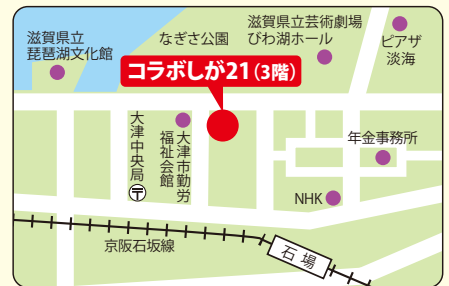 滋賀県立
琵琶湖文化館
なぎさ公園
滋賀県立芸術劇場
びわ湖ホール
ピアザ
淡海
コラボしが21(3階)
大津中央局
〒
大津市勤労
福祉会館
年金事務所
NHK
京阪石坂線
石場